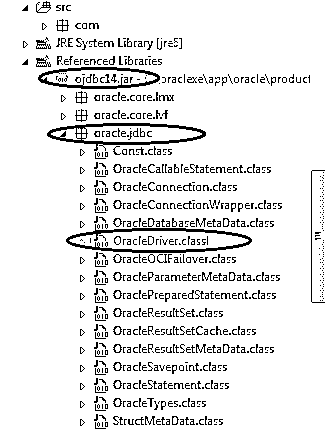 src
com
JRE System Library [jre6]
Referenced Libraries
ojdbc14.jar - \oraclexe\app\oracle\product
oracle.core.lmx
oracle.core.lvf
oracle.jdbc
Const.class
OracleCallableStatement.class
OracleConnection.class
OracleConnectionWrapper.class
OracleDatabaseMetaData.class
OracleDriver.class
OracleOCIFailover.class
OracleParameterMetaData.class
OraclePreparedStatement.class
OracleResultSet.class
OracleResultSetCache.class
OracleResultSetMetaData.class
OracleSavepoint.class
OracleStatement.class
OracleTypes.class
StructMetaData.class